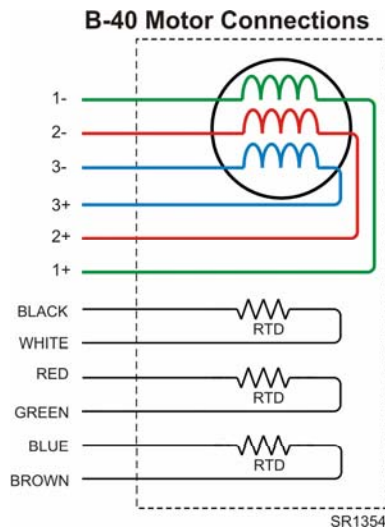 B-40 Motor Connections
1-
2-
3-
3+
2+
1+
BLACK
RTD
WHITE
RED
RTD
GREEN
BLUE
RTD
BROWN
SR1354